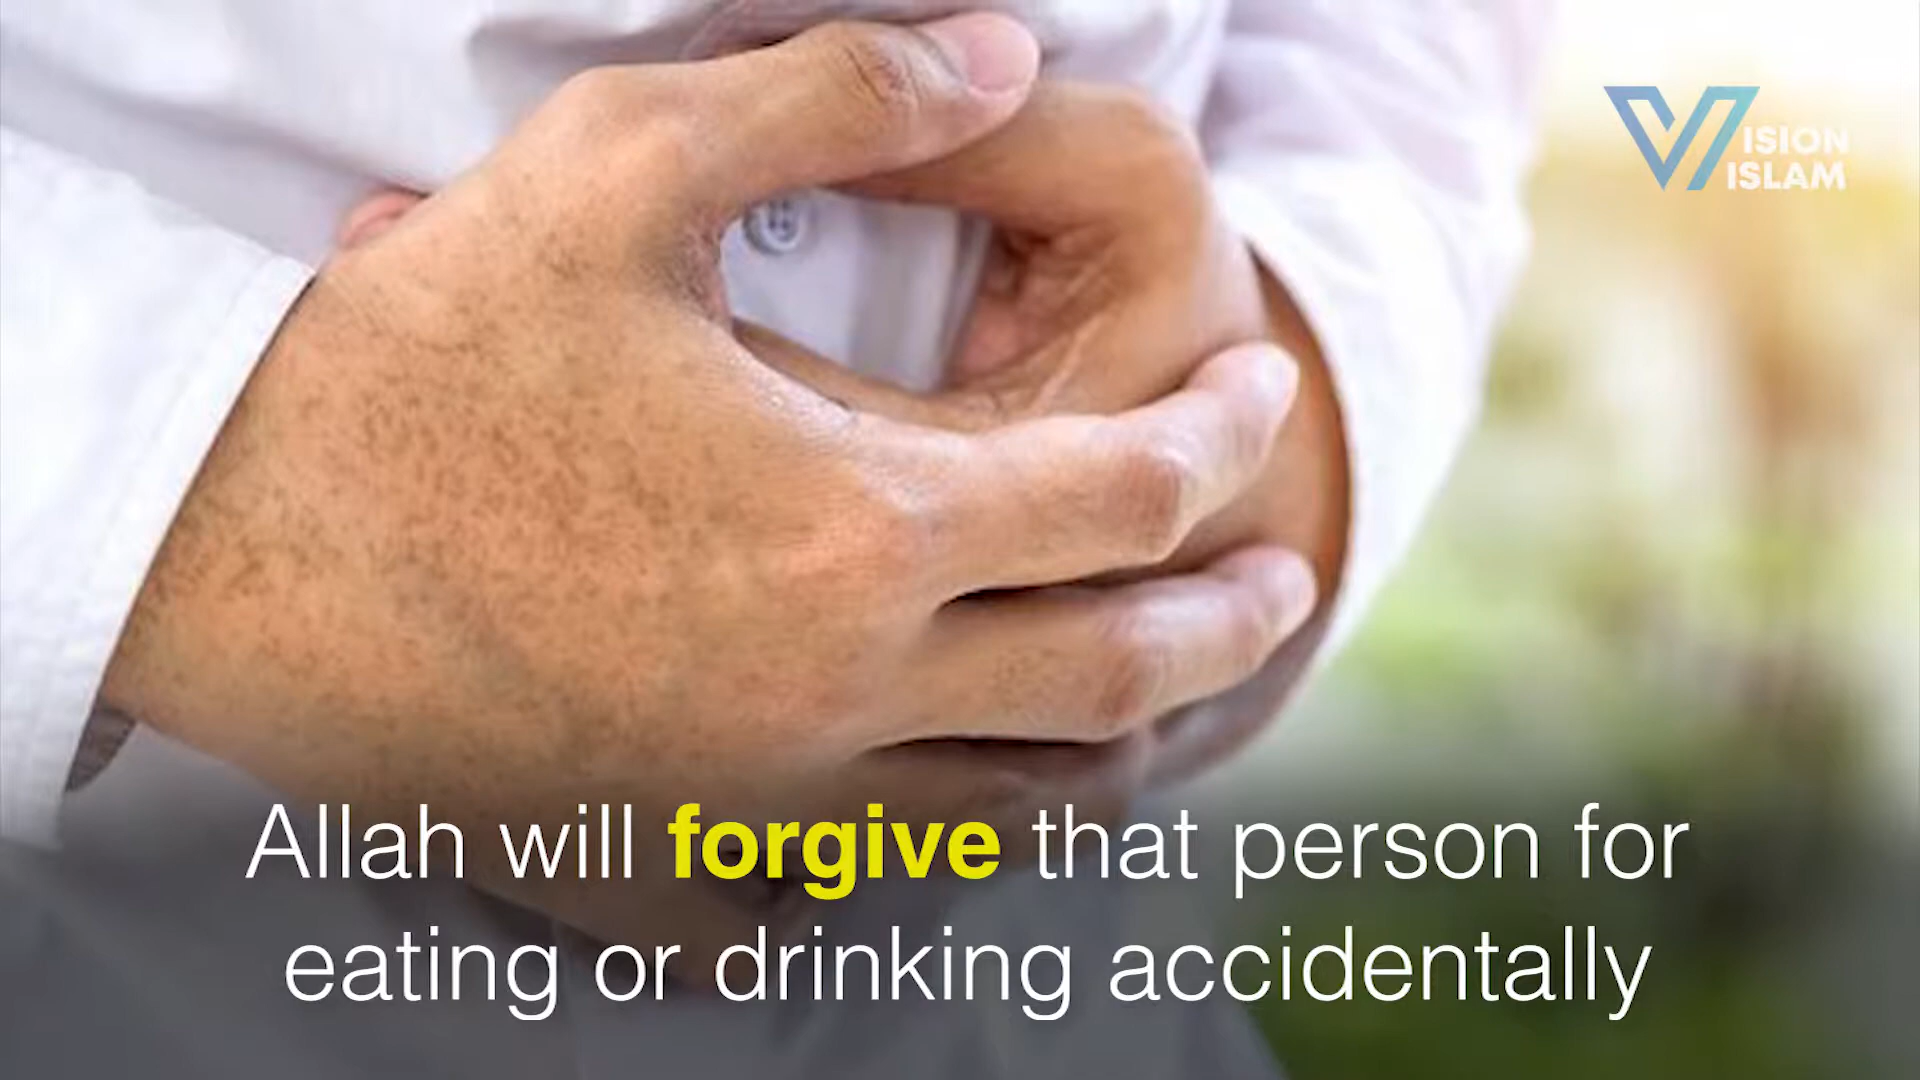 VISION
ISLAM
Allah will forgive that person for
eating or drinking accidentally